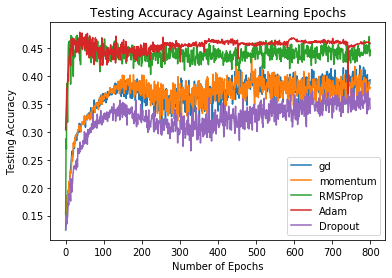 Testing Accuracy Against Learning Epochs
Testing Accuracy
0.45
0.40
0.35
0.30
0.25
0.20
0.15
gd
momentum
RMSProp
Adam
Dropout
0 100 200 300 400 500 600 700 800
Number of Epochs